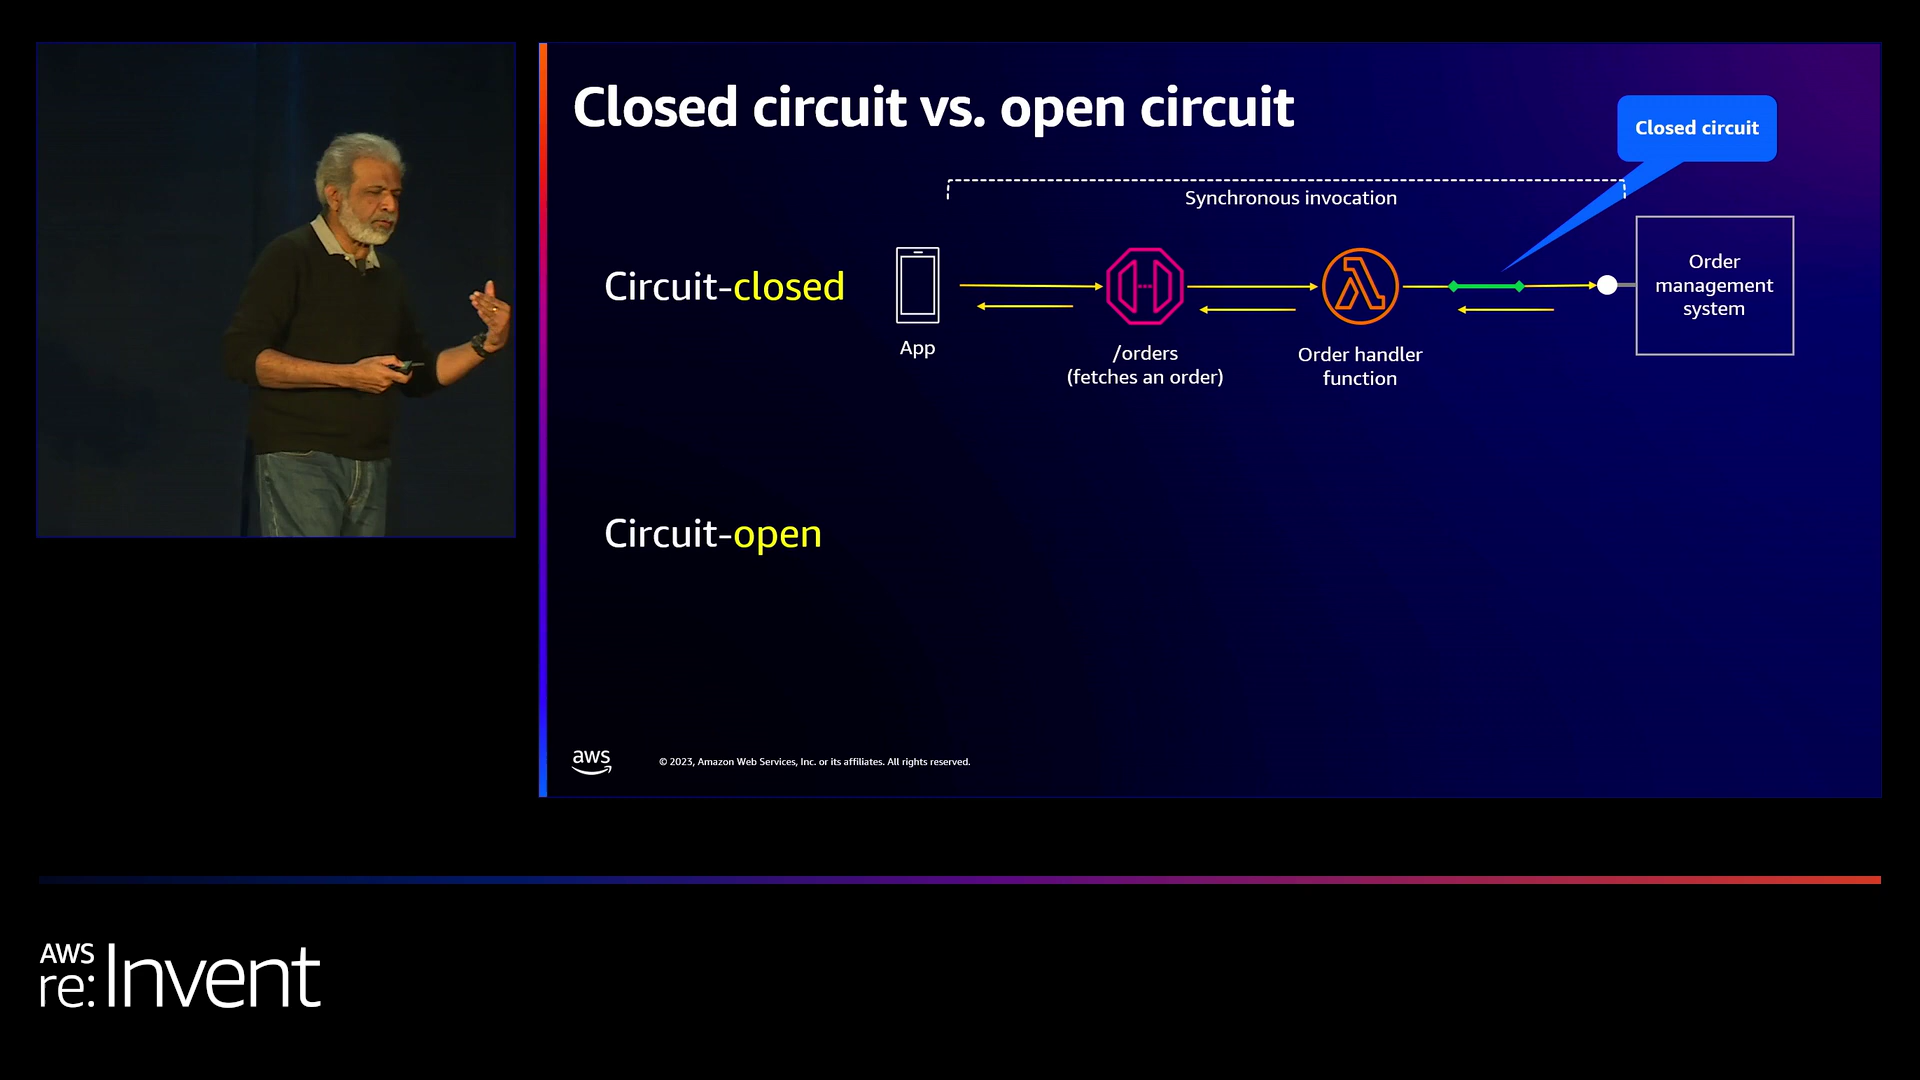 Closed circuit vs. open circuit
Closed circuit
Synchronous invocation
Circuit-closed
App
/orders
(fetches an order)
Order handler
function
Order
management
system
Circuit-open
aws
© 2023, Amazon Web Services, Inc. or its affiliates. All rights reserved.
AWS
re:Invent